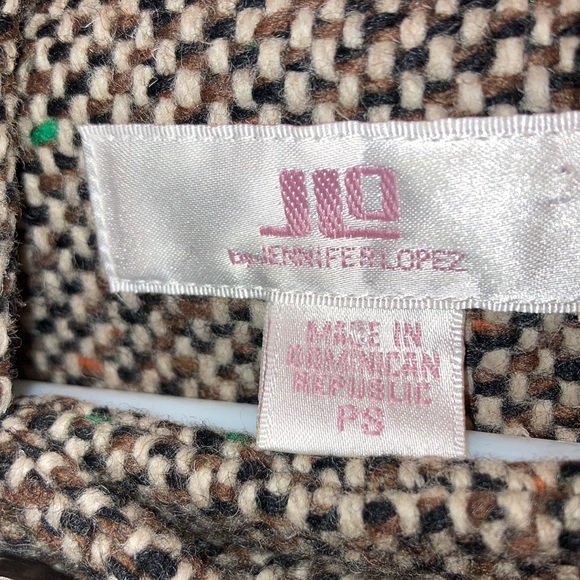 JLO
by JENNIFER LOPEZ
MADE IN
DOMINICAN
REPUBLIC
PS